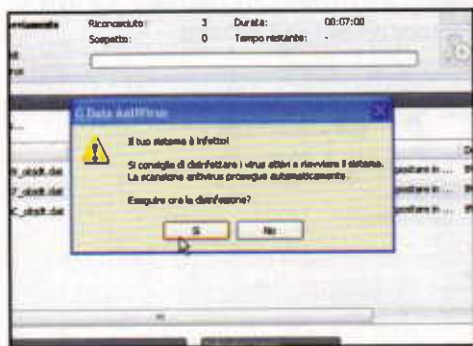 Riconosciuto: 3 Durata: 00:07:00
Sospetto: 0 Tempo restante: -
G Data AntiVirus
Il tuo sistema è infetto!
Si consiglia di disinfettare i virus attivi e riavviare il sistema.
La scansione antivirus prosegue automaticamente.
Eseguire ora la disinfezione?
Sì No